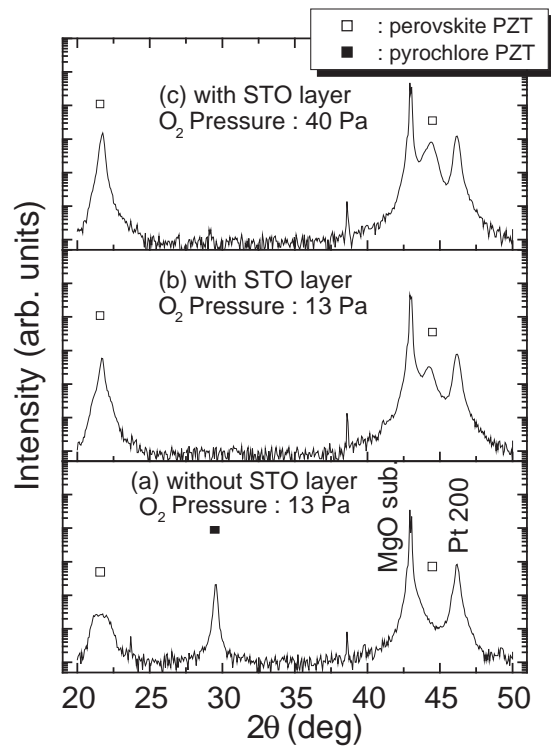 □ : perovskite PZT
■ : pyrochlore PZT
(c) with STO layer
O₂ Pressure : 40 Pa
(b) with STO layer
O₂ Pressure : 13 Pa
(a) without STO layer
O₂ Pressure : 13 Pa
MgO sub.
Pt 200
Intensity (arb. units)
20 25 30 35 40 45 50
2θ (deg)